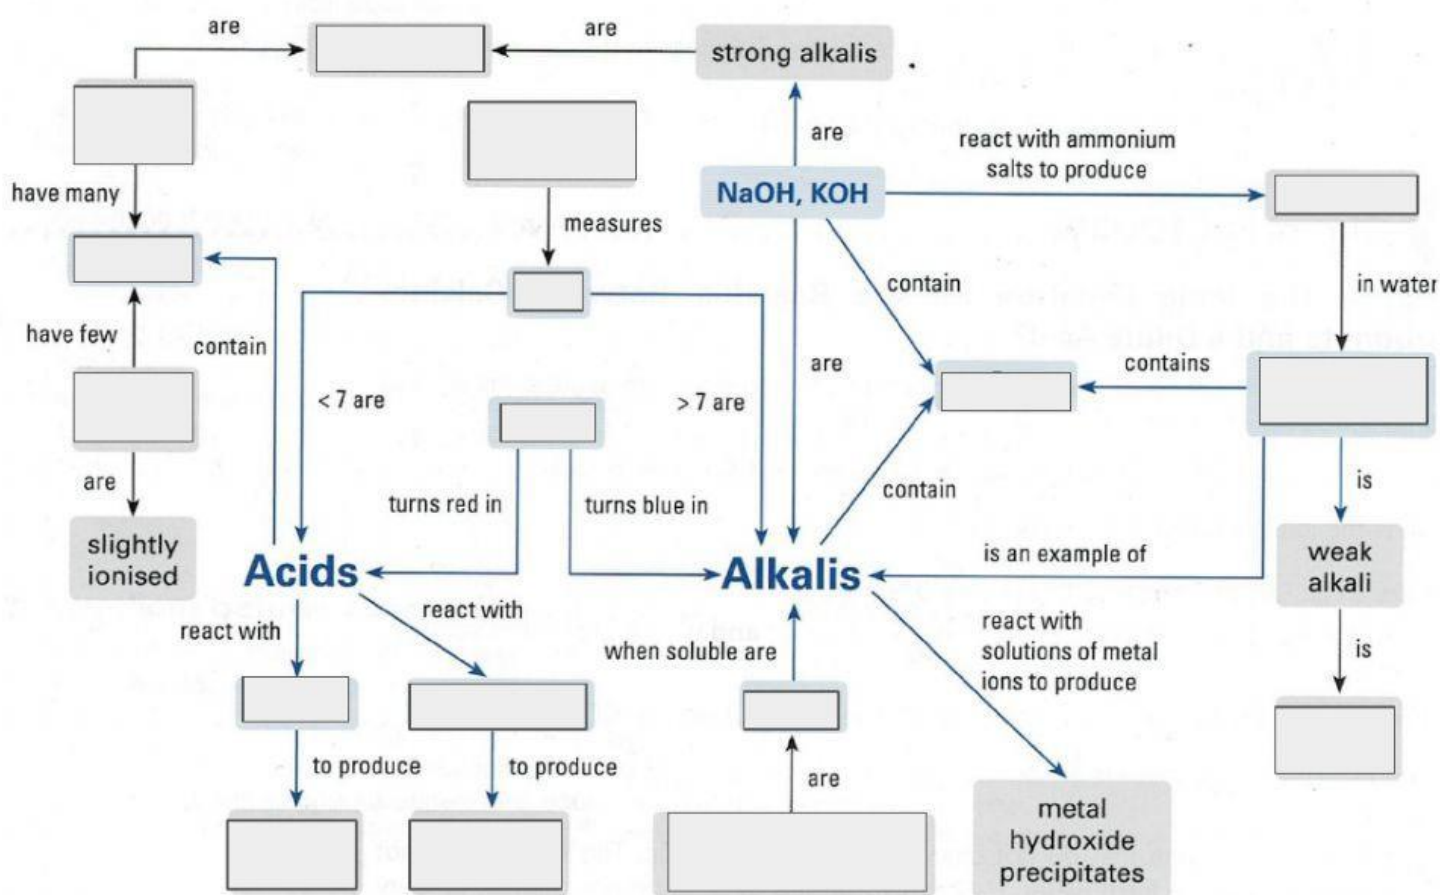 are
are
strong alkalis
are
react with ammonium
salts to produce
NaOH, KOH
have many
measures
contain
in water
have few
contain
are
contains
< 7 are
> 7 are
are
turns red in
turns blue in
contain
is
slightly
ionised
Acids
Alkalis
is an example of
weak
alkali
react with
react with
when soluble are
react with
solutions of metal
ions to produce
is
to produce
to produce
are
metal
hydroxide
precipitates